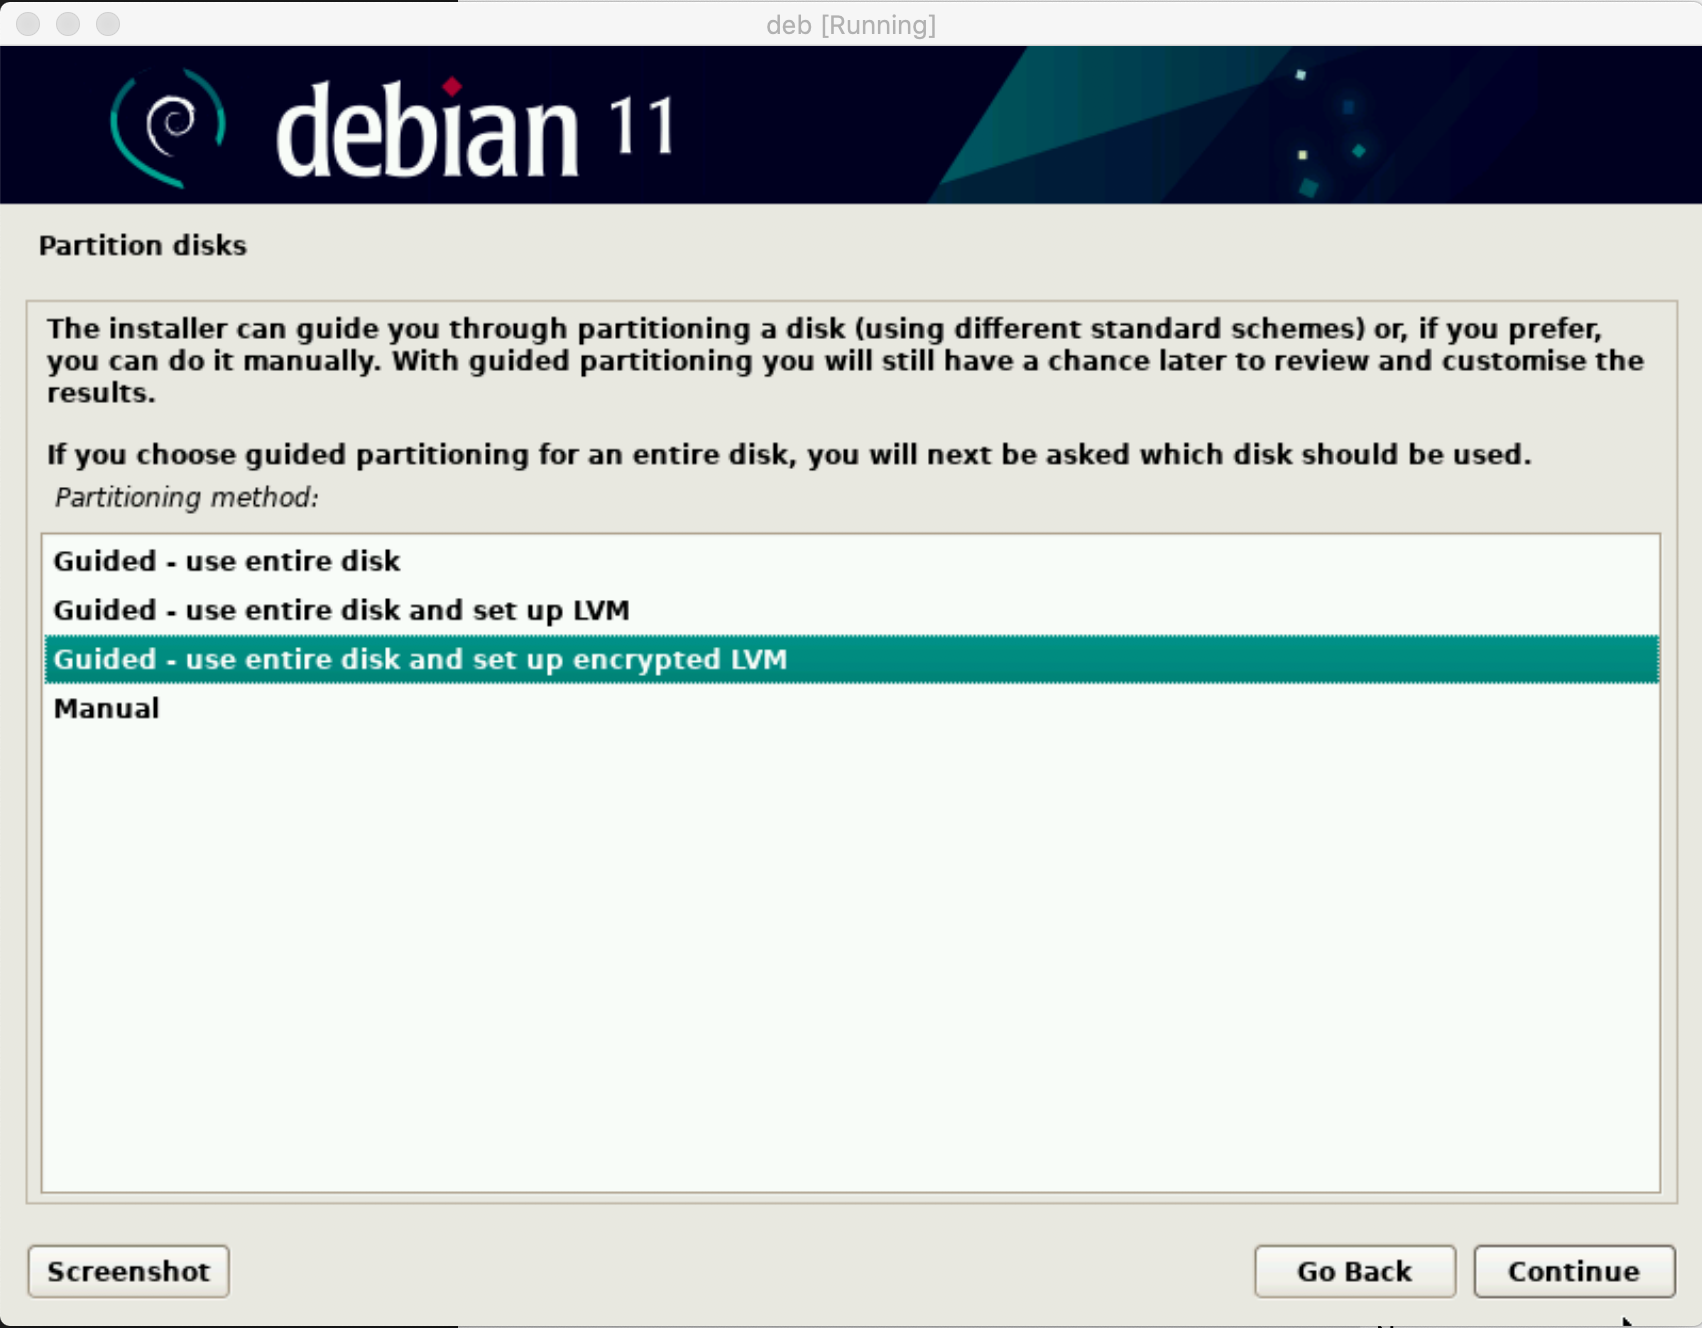 deb [Running]
debian 11
Partition disks
The installer can guide you through partitioning a disk (using different standard schemes) or, if you prefer,
you can do it manually. With guided partitioning you will still have a chance later to review and customise the
results.
If you choose guided partitioning for an entire disk, you will next be asked which disk should be used.
Partitioning method:
Guided - use entire disk
Guided - use entire disk and set up LVM
Guided - use entire disk and set up encrypted LVM
Manual
Screenshot
Go Back
Continue